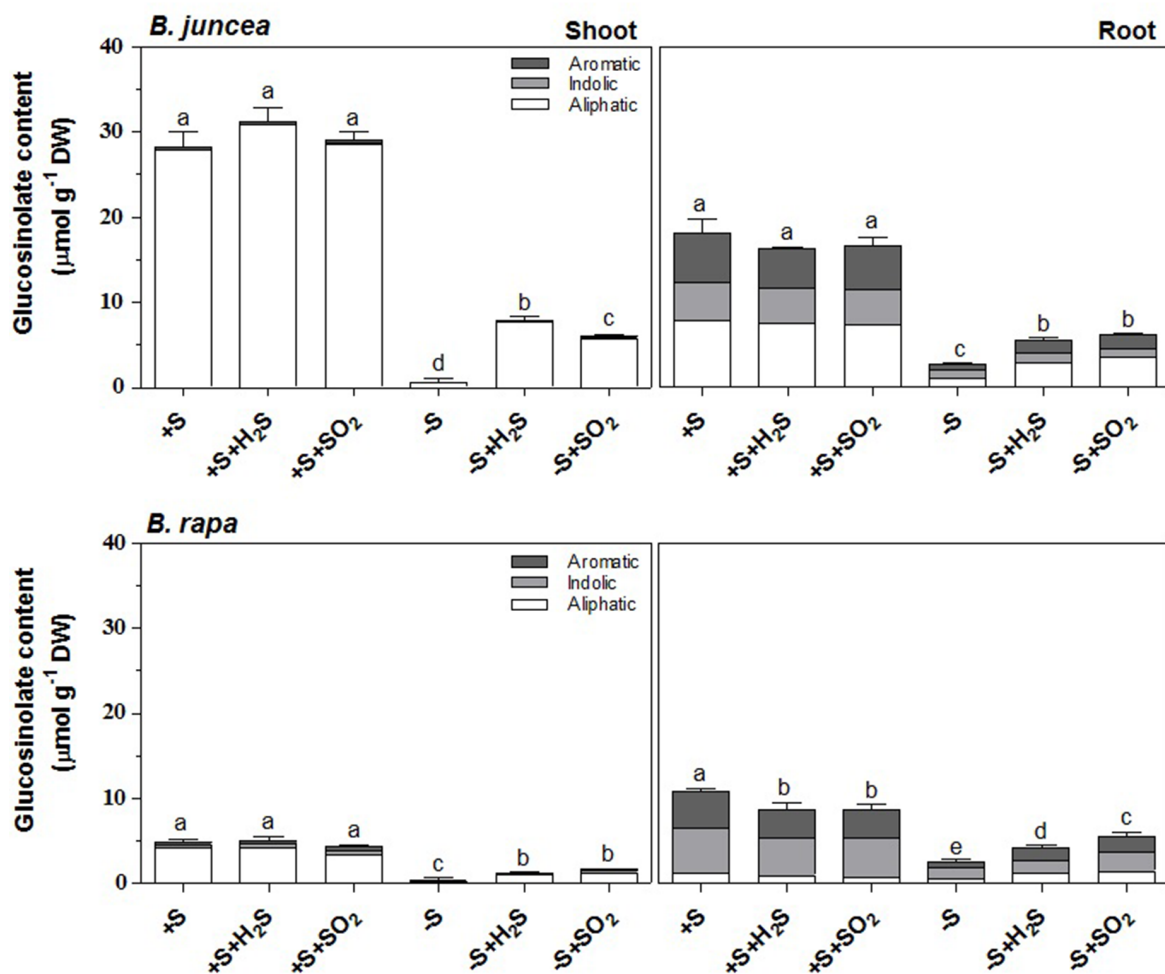 B. juncea
Shoot
Root
Glucosinolate content
(μmol g⁻¹ DW)
40
30
20
10
0
Aromatic
Indolic
Aliphatic
a
a
a
d
b
c
a
a
a
c
b
b
+S
+S+H₂S
+S+SO₂
-S
-S+H₂S
-S+SO₂
+S
+S+H₂S
+S+SO₂
-S
-S+H₂S
-S+SO₂
B. rapa
Glucosinolate content
(μmol g⁻¹ DW)
40
30
20
10
0
Aromatic
Indolic
Aliphatic
a
a
a
c
b
b
a
b
b
e
d
c
+S
+S+H₂S
+S+SO₂
-S
-S+H₂S
-S+SO₂
+S
+S+H₂S
+S+SO₂
-S
-S+H₂S
-S+SO₂